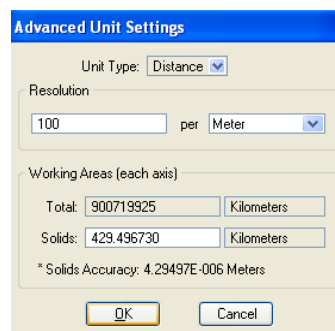 Advanced Unit Settings
Unit Type: Distance
Resolution
100 per Meter
Working Areas (each axis)
Total: 900719925 Kilometers
Solids: 429.496730 Kilometers
* Solids Accuracy: 4.29497E-006 Meters
OK Cancel